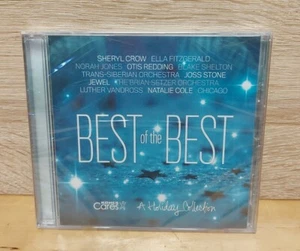 SHERYL CROW ELLA FITZGERALD
NORAH JONES OTIS REDDING BLAKE SHELTON
TRANS-SIBERIAN ORCHESTRA JOSS STONE
JEWEL THE BRIAN SETZER ORCHESTRA
LUTHER VANDROSS NATALIE COLE CHICAGO
BEST of the BEST
Cares A Holiday Collection